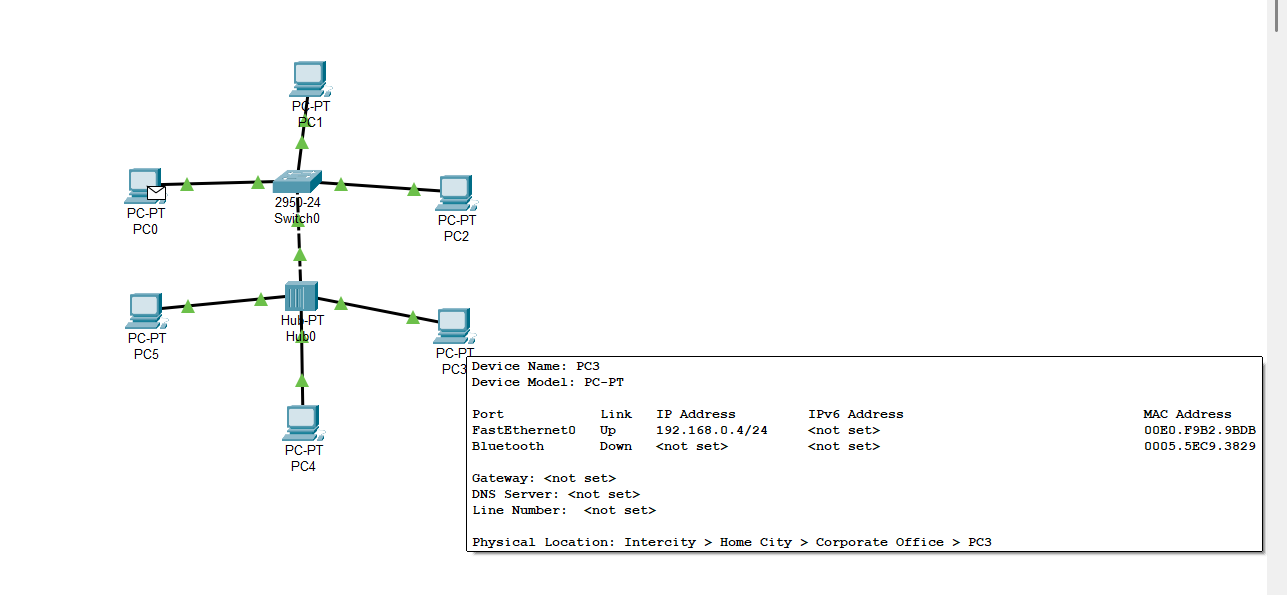 PC-PT
PC1
PC-PT
PC0
2950-24
Switch0
PC-PT
PC2
PC-PT
PC5
Hub-PT
Hub0
PC-PT
PC3
PC-PT
PC4
Device Name: PC3
Device Model: PC-PT
Port Link IP Address IPv6 Address MAC Address
FastEthernet0 Up 192.168.0.4/24 <not set> 00E0.F9B2.9BDB
Bluetooth Down <not set> <not set> 0005.5EC9.3829
Gateway: <not set>
DNS Server: <not set>
Line Number: <not set>
Physical Location: Intercity > Home City > Corporate Office > PC3